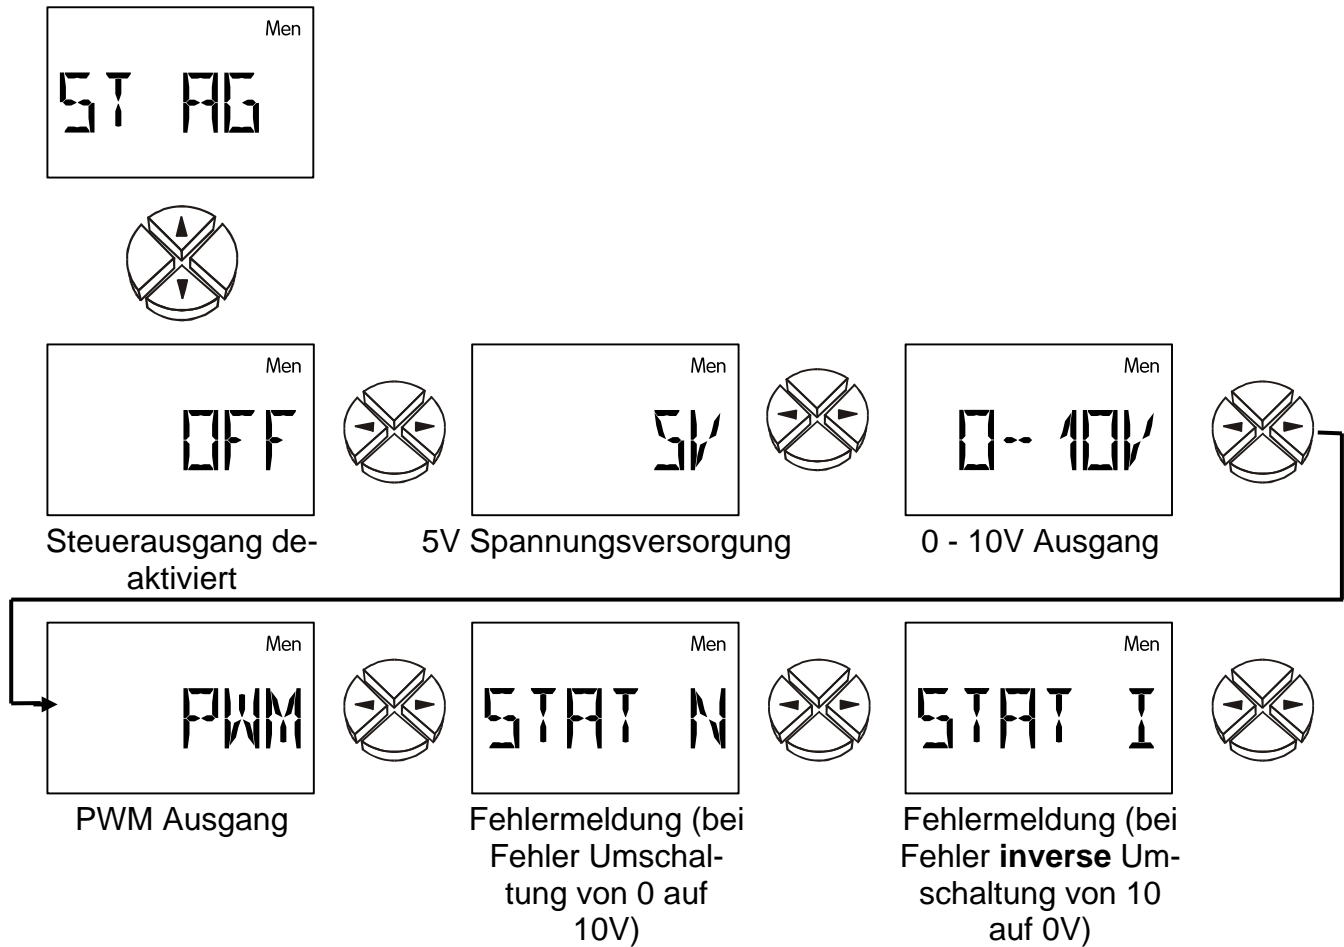 Men
ST AG
Men
OFF
Men
5V
Men
0-10V
Steuerausgang de-
aktiviert
5V Spannungsversorgung
0 - 10V Ausgang
Men
PWM
Men
STAT N
Men
STAT I
PWM Ausgang
Fehlermeldung (bei
Fehler Umschal-
tung von 0 auf
10V)
Fehlermeldung (bei
Fehler inverse Um-
schaltung von 10
auf 0V)